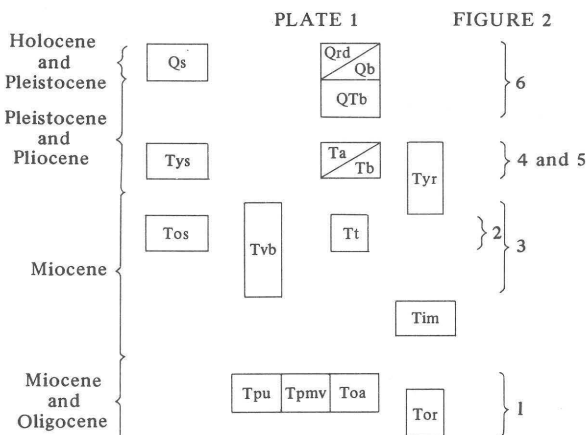 PLATE 1 FIGURE 2
Holocene
and
Pleistocene
Qs
Qrd
Qb
QTb
6
Pleistocene
and
Pliocene
Tys
Ta
Tb
Tyr
4 and 5
Miocene
Tos
Tvb
Tt
2
3
Tim
Miocene
and
Oligocene
Tpu Tpmv Toa
Tor
1